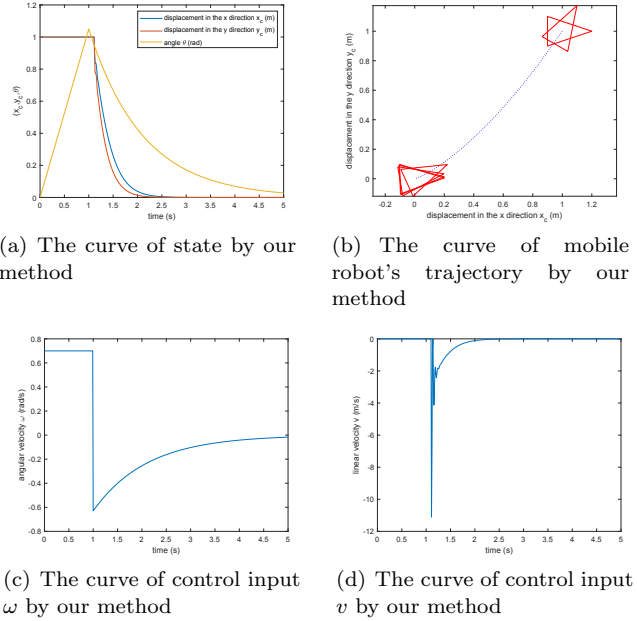 displacement in the x direction x_c (m)
displacement in the y direction y_c (m)
angle θ (rad)
(x_c,y_c,θ)
1.2
1
0.8
0.6
0.4
0.2
0
0 0.5 1 1.5 2 2.5 3 3.5 4 4.5 5
time (s)
displacement in the y direction y_c (m)
1
0.8
0.6
0.4
0.2
0
-0.2 0 0.2 0.4 0.6 0.8 1 1.2
displacement in the x direction x_c (m)
(a) The curve of state by our
method
(b) The curve of mobile
robot's trajectory by our
method
angular velocity ω (rad/s)
0.8
0.6
0.4
0.2
0
-0.2
-0.4
-0.6
-0.8
0 0.5 1 1.5 2 2.5 3 3.5 4 4.5 5
time (s)
linear velocity v (m/s)
0
-2
-4
-6
-8
-10
-12
0 0.5 1 1.5 2 2.5 3 3.5 4 4.5 5
time (s)
(c) The curve of control input
ω by our method
(d) The curve of control input
v by our method